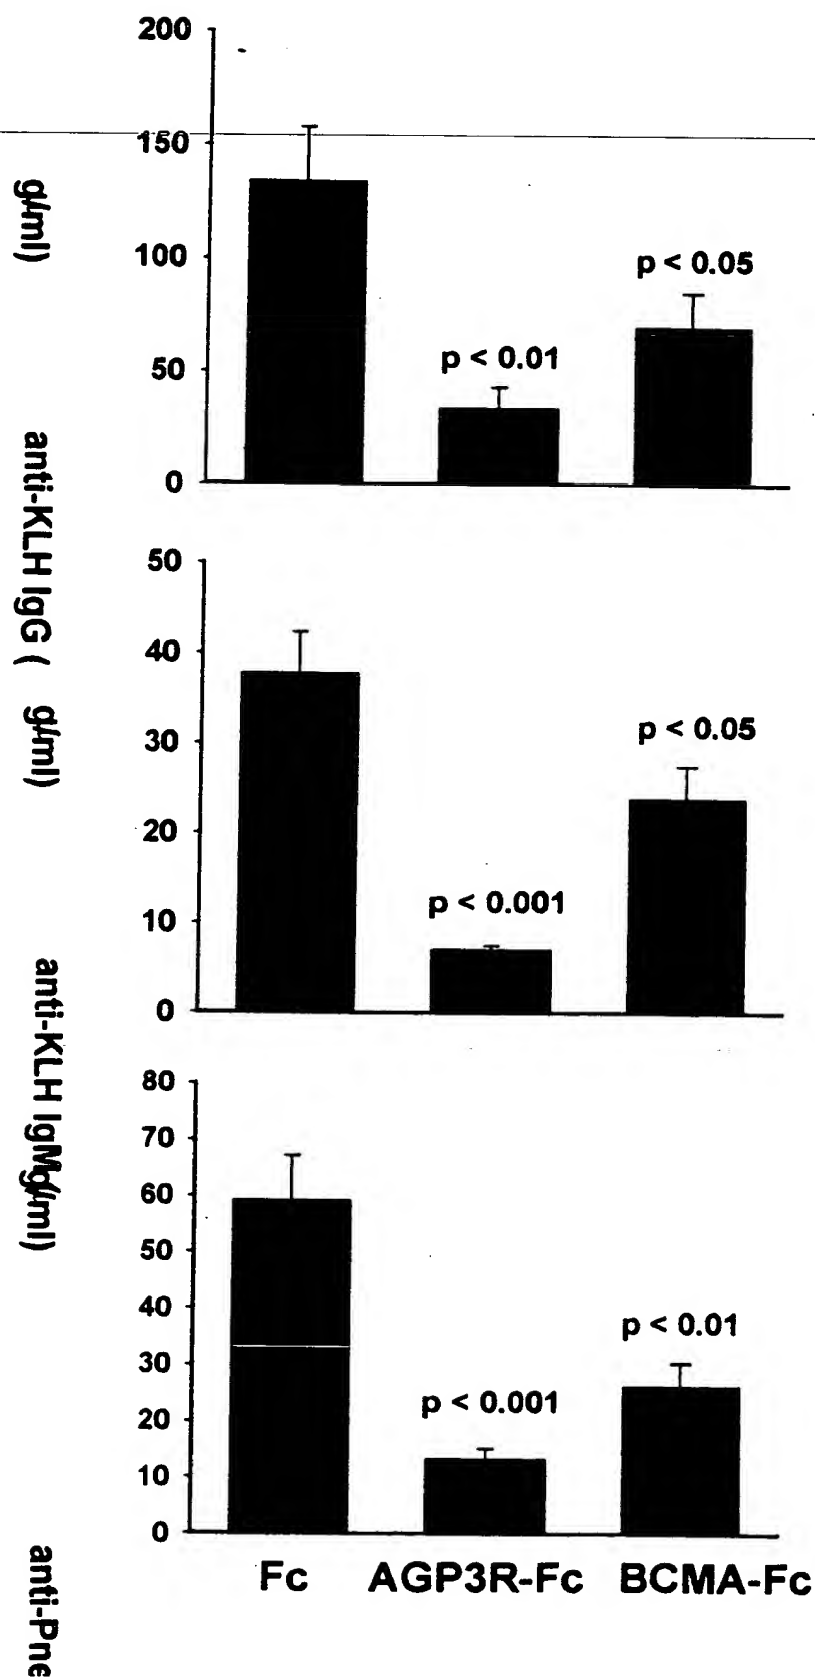 200
150
100
50
0
p < 0.01
p < 0.05
g/ml)
anti-KLH IgG (
50
40
30
20
10
0
p < 0.001
p < 0.05
g/ml)
anti-KLH IgM
80
70
60
50
40
30
20
10
0
p < 0.001
p < 0.01
g/ml)
anti-Pne
Fc AGP3R-Fc BCMA-Fc